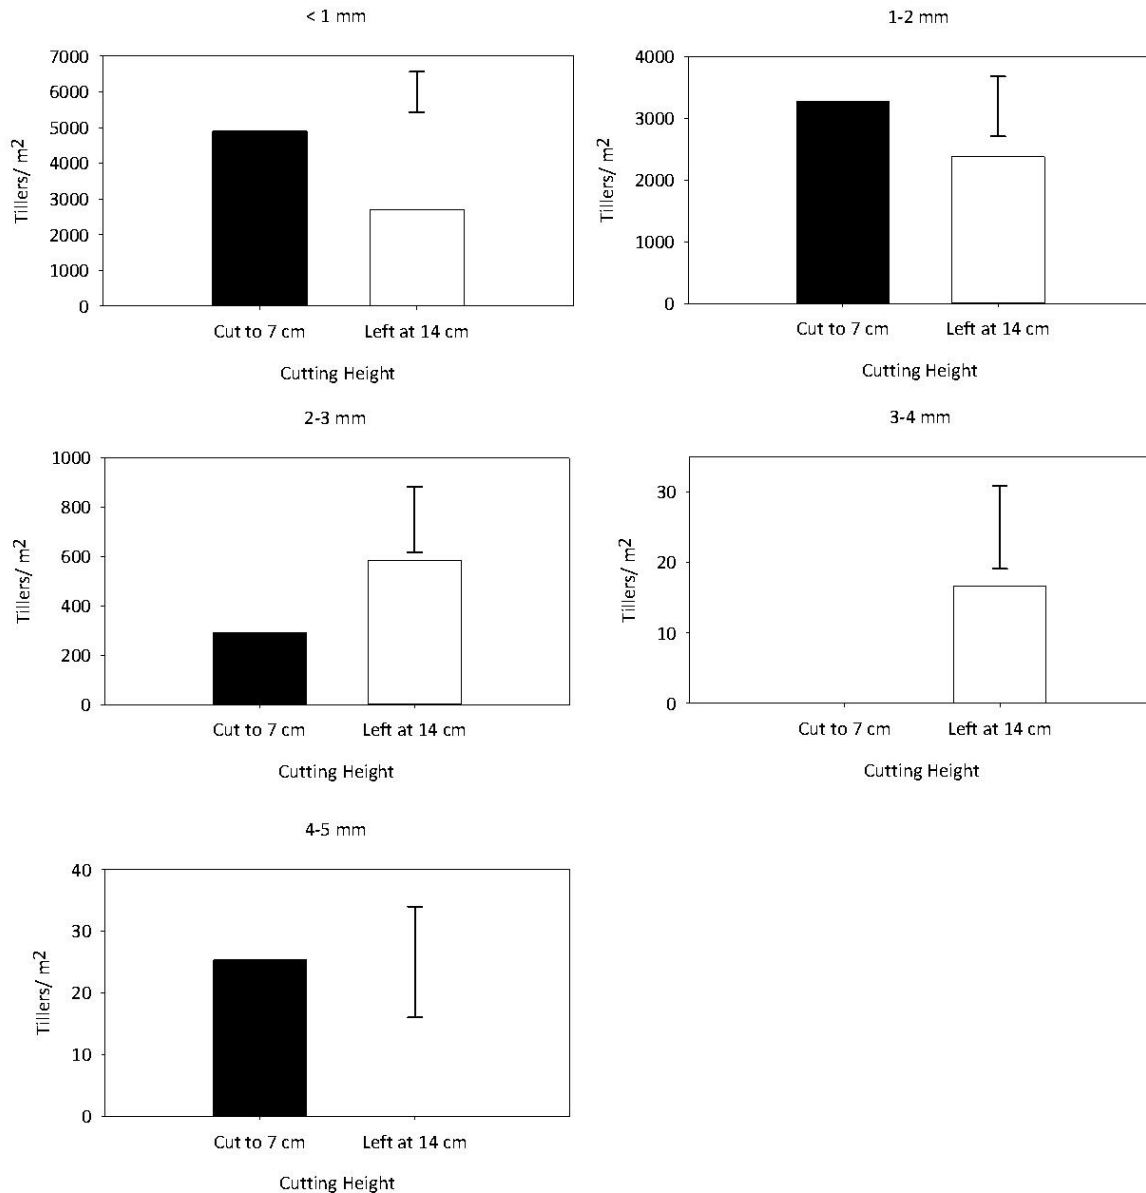 < 1 mm
7000
6000
5000
4000
3000
2000
1000
0
Tillers/ m2
Cut to 7 cm Left at 14 cm
Cutting Height
1-2 mm
4000
3000
2000
1000
0
Tillers/ m2
Cut to 7 cm Left at 14 cm
Cutting Height
2-3 mm
1000
800
600
400
200
0
Tillers/ m2
Cut to 7 cm Left at 14 cm
Cutting Height
3-4 mm
30
20
10
0
Tillers/ m2
Cut to 7 cm Left at 14 cm
Cutting Height
4-5 mm
40
30
20
10
0
Tillers/ m2
Cut to 7 cm Left at 14 cm
Cutting Height